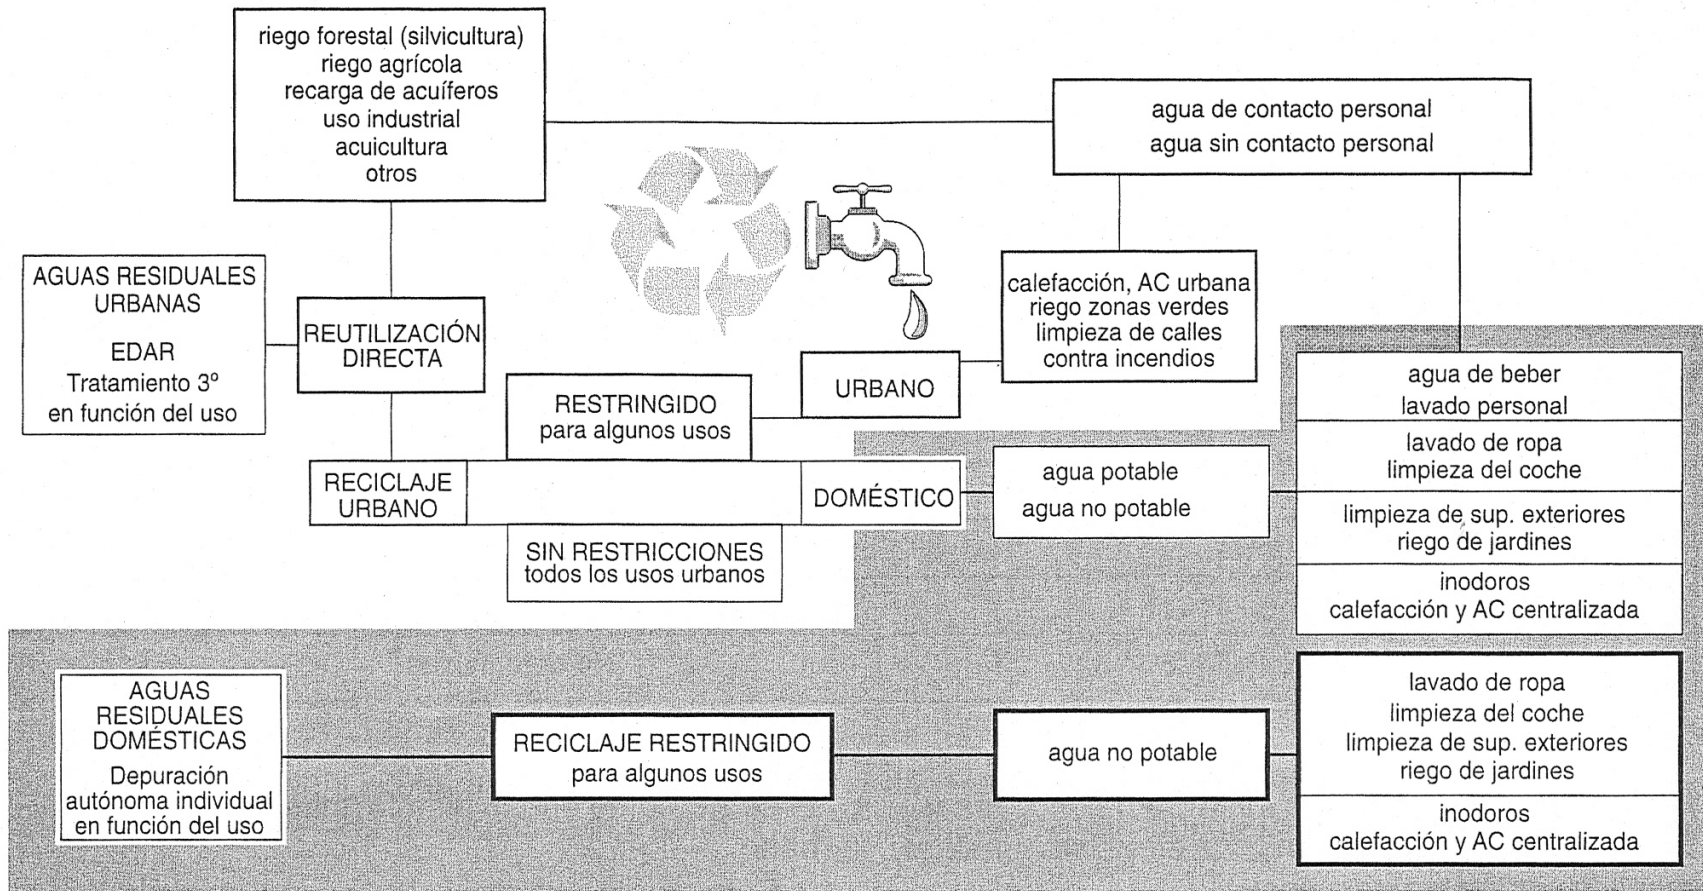 riego forestal (silvicultura)
riego agrícola
recarga de acuíferos
uso industrial
acuicultura
otros
agua de contacto personal
agua sin contacto personal
AGUAS RESIDUALES
URBANAS
EDAR
Tratamiento 3º
en función del uso
REUTILIZACIÓN
DIRECTA
calefacción, AC urbana
riego zonas verdes
limpieza de calles
contra incendios
URBANO
RESTRINGIDO
para algunos usos
RECICLAJE
URBANO
DOMÉSTICO
SIN RESTRICCIONES
todos los usos urbanos
agua potable
agua no potable
agua de beber
lavado personal
lavado de ropa
limpieza del coche
limpieza de sup. exteriores
riego de jardines
inodoros
calefacción y AC centralizada
AGUAS
RESIDUALES
DOMÉSTICAS
Depuración
autónoma individual
en función del uso
RECICLAJE RESTRINGIDO
para algunos usos
agua no potable
lavado de ropa
limpieza del coche
limpieza de sup. exteriores
riego de jardines
inodoros
calefacción y AC centralizada